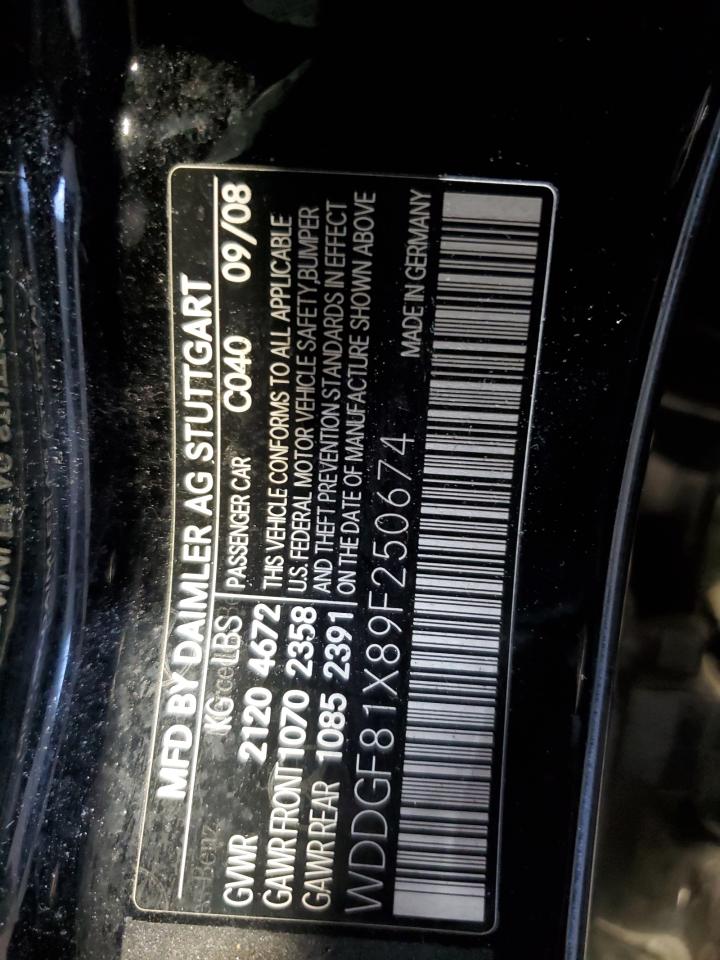 MFD BY DAIMLER AG STUTTGART
KG LBS
GVWR 2120 4672
GAWR FRONT 1070 2358
GAWR REAR 1085 2391
PASSENGER CAR C040 09/08
THIS VEHICLE CONFORMS TO ALL APPLICABLE
U.S. FEDERAL MOTOR VEHICLE SAFETY, BUMPER
AND THEFT PREVENTION STANDARDS IN EFFECT
ON THE DATE OF MANUFACTURE SHOWN ABOVE
WDDGF81X89F250674
MADE IN GERMANY